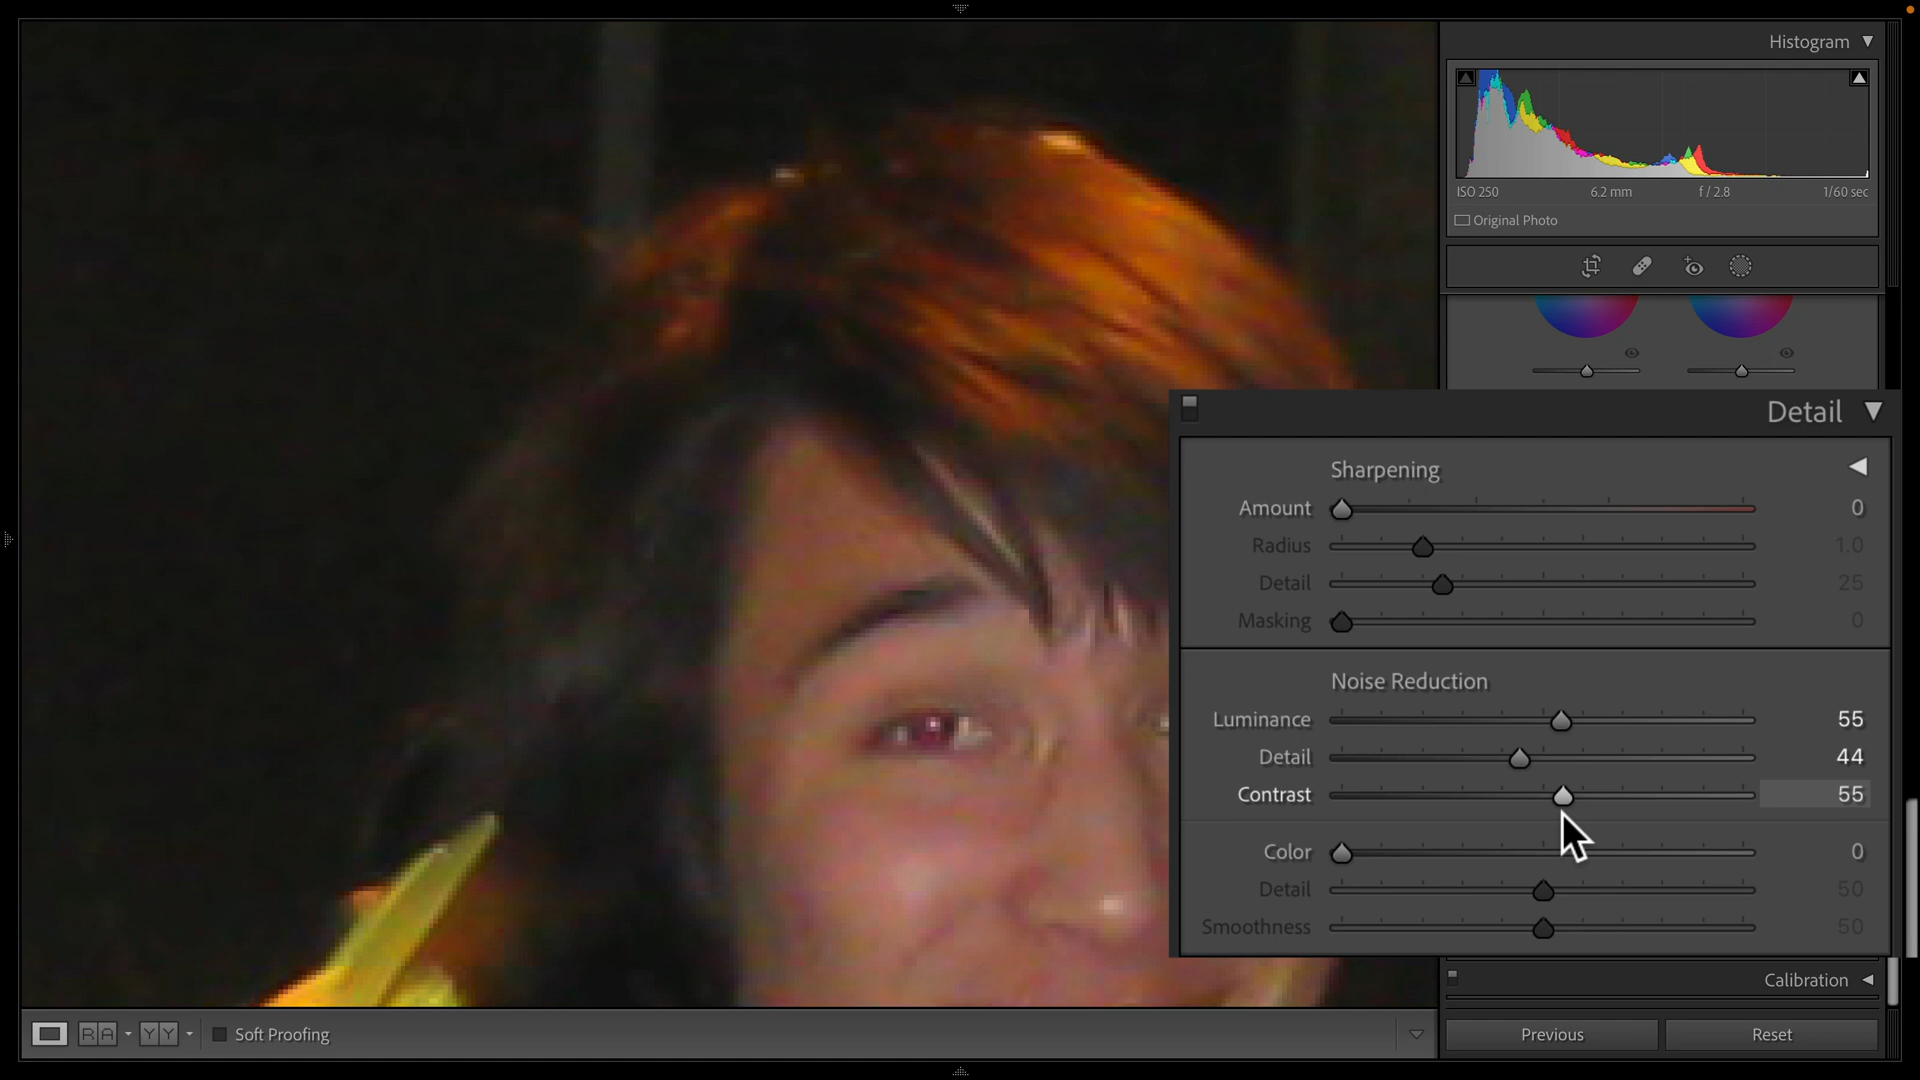 Histogram
ISO 250 6.2 mm f / 2.8 1/60 sec
Original Photo
Detail
Sharpening
Amount 0
Radius 1.0
Detail 25
Masking 0
Noise Reduction
Luminance 55
Detail 44
Contrast 55
Color 0
Detail 50
Smoothness 50
Calibration
R A Y Y Soft Proofing
Previous Reset